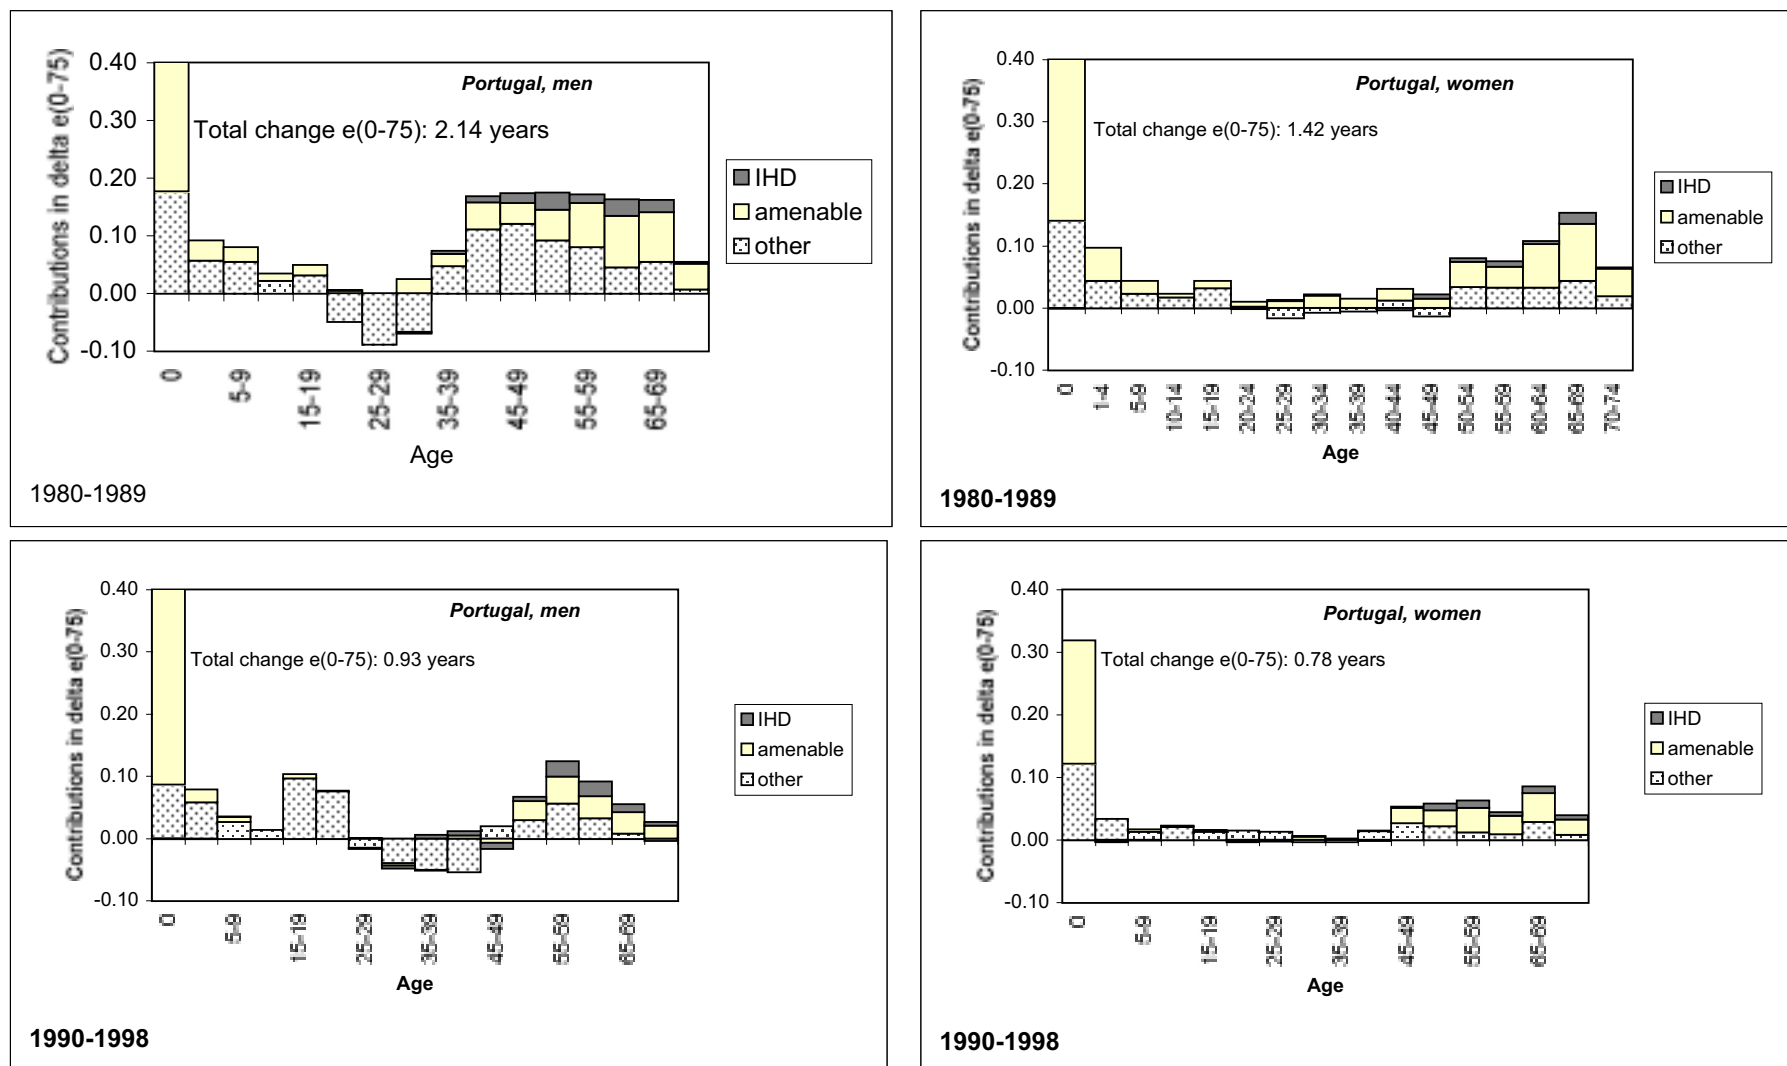 Contributions in delta e(0-75)
0.40
0.30
0.20
0.10
0.00
-0.10
Portugal, men
Total change e(0-75): 2.14 years
IHD
amenable
other
0
5-9
15-19
25-29
35-39
45-49
55-59
65-69
Age
1980-1989
Contributions in delta e(0-75)
0.40
0.30
0.20
0.10
0.00
-0.10
Portugal, women
Total change e(0-75): 1.42 years
IHD
amenable
other
0
1-4
5-9
10-14
15-19
20-24
25-29
30-34
35-39
40-44
45-49
50-54
55-59
60-64
65-69
70-74
Age
1980-1989
Contributions in delta e(0-75)
0.40
0.30
0.20
0.10
0.00
-0.10
Portugal, men
Total change e(0-75): 0.93 years
IHD
amenable
other
0
5-9
15-19
25-29
35-39
45-49
55-59
65-69
Age
1990-1998
Contributions in delta e(0-75)
0.40
0.30
0.20
0.10
0.00
-0.10
Portugal, women
Total change e(0-75): 0.78 years
IHD
amenable
other
0
5-9
15-19
25-29
35-39
45-49
55-59
65-69
Age
1990-1998